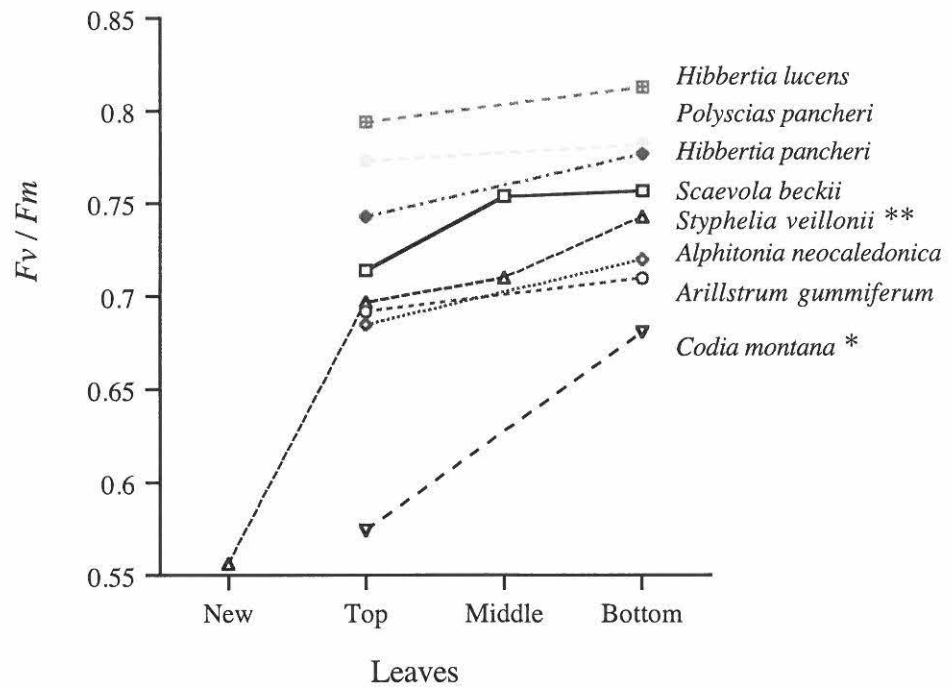 0.85
0.8
0.75
0.7
0.65
0.6
0.55
Fv / Fm
Hibbertia lucens
Polyscias pancheri
Hibbertia pancheri
Scaevola beckii
Styphelia veillonii **
Alphitonia neocaledonica
Arillstrum gummiferum
Codia montana *
New
Top
Middle
Bottom
Leaves